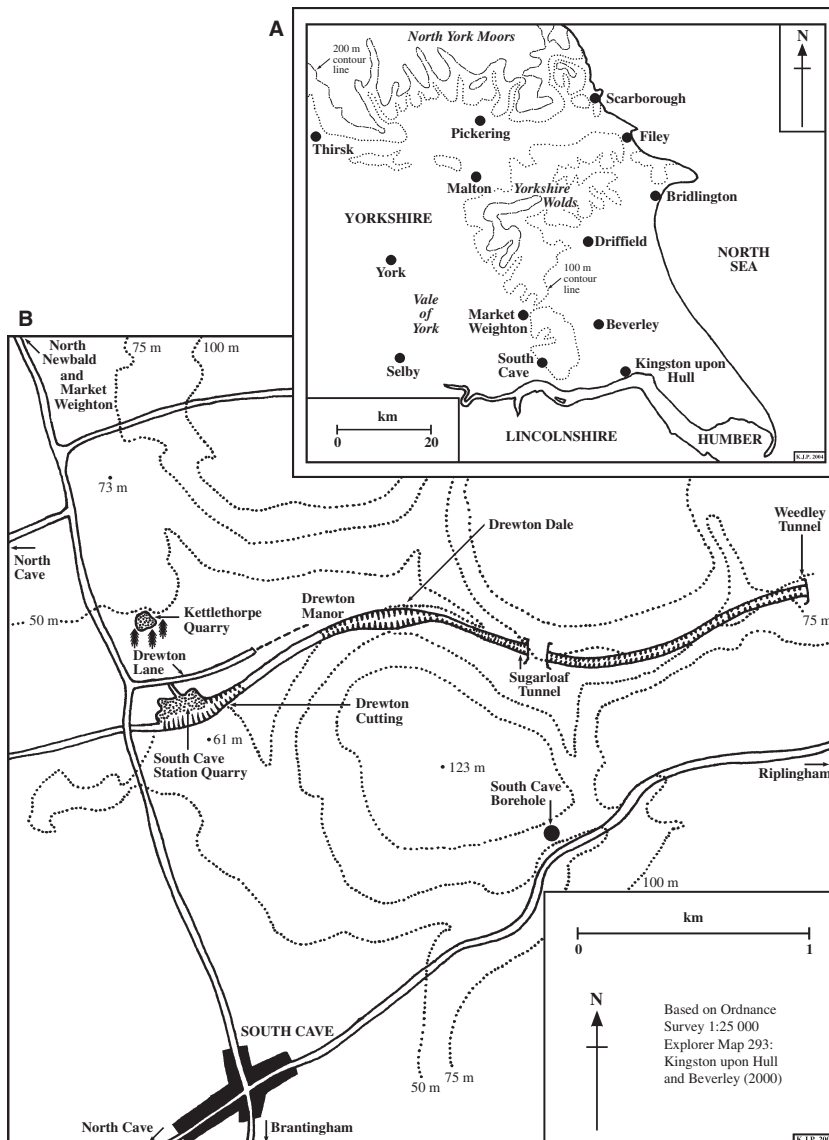 A
North York Moors
200 m
contour
line
N
Scarborough
Pickering
Filey
Thirsk
Malton
Yorkshire
Wolds
Bridlington
YORKSHIRE
Driffield
NORTH
SEA
York
100 m
contour
line
Vale
of
York
Market
Weighton
Beverley
South
Cave
Selby
Kingston upon
Hull
km
0
20
LINCOLNSHIRE
HUMBER
K.J.P. 2004
B
North
Newbald
and
Market
Weighton
75 m
100 m
73 m
Weedley
Tunnel
Drewton Dale
North
Cave
Drewton
Manor
Kettlethorpe
Quarry
50 m
75 m
Drewton
Lane
Sugarloaf
Tunnel
Drewton
Cutting
61 m
South Cave
Station Quarry
123 m
Riplingham
South Cave
Borehole
100 m
km
0
1
N
Based on Ordnance
Survey 1:25 000
Explorer Map 293:
Kingston upon Hull
and Beverley (2000)
SOUTH CAVE
75 m
50 m
North Cave
Brantingham